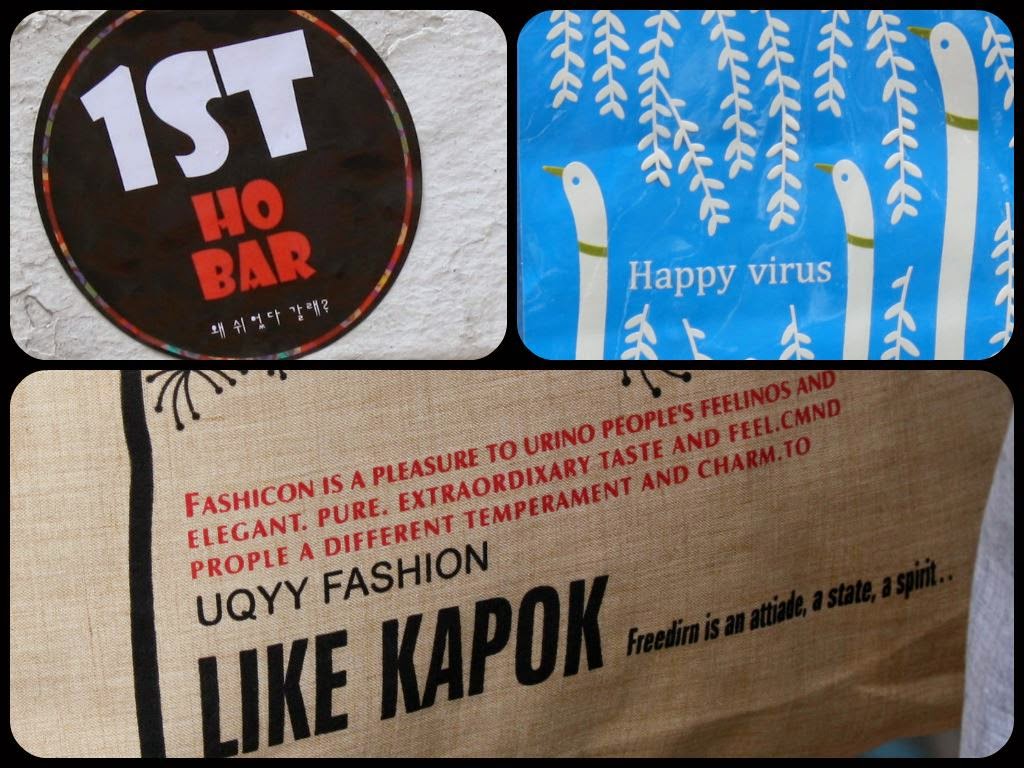 1ST
HO
BAR
왜 쉬었다 갈래?
Happy virus
FASHICON IS A PLEASURE TO URINO PEOPLE'S FEELINOS AND
ELEGANT. PURE. EXTRAORDIXARY TASTE AND FEEL.CMND
PROPLE A DIFFERENT TEMPERAMENT AND CHARM.TO
UQYY FASHION
LIKE KAPOK
Freedirn is an attiade, a state, a spirit..